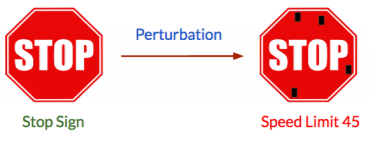 STOP
Perturbation
STOP
Stop Sign
Speed Limit 45